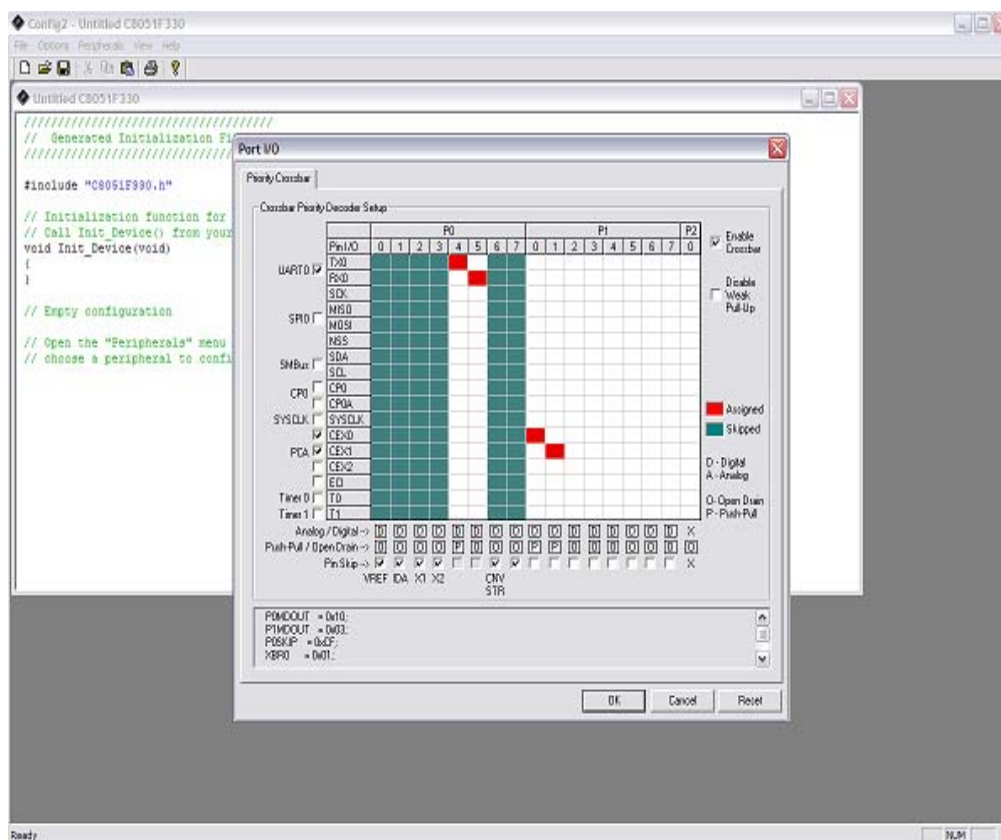 Config2 - Untitled C8051F330
File Options Peripherals View Help
Untitled C8051F330
//////////////////////////////////////
// Generated Initialization Fi
////////////////////////////////
#include "C8051F330.h"
// Initialization function for
// Call Init_Device() from your
void Init_Device(void)
{
}
// Empty configuration
// Open the "Peripherals" menu
// choose a peripheral to confi
Port I/O
Priority Crossbar
Crossbar Priority Decoder Setup
P0 P1 P2
Pin I/O 0 1 2 3 4 5 6 7 0 1 2 3 4 5 6 7 0
UART0
TX0
RX0
SPI0
SCK
MISO
MOSI
NSS
SMBus
SDA
SCL
CP0
CP0
CP0A
SYSCLK SYSCLK
PCA
CEX0
CEX1
CEX2
ECI
Timer 0 T0
Timer 1 T1
Enable Crossbar
Disable Weak Pull-Up
Assigned
Skipped
D - Digital
A - Analog
O - Open Drain
P - Push-Pull
Analog / Digital ->
Push-Pull / Open Drain ->
Pin Skip ->
VREF IDA X1 X2 CNV STR
P0MDOUT = 0x10;
P1MDOUT = 0x03;
P0SKIP = 0xCF;
XBR0 = 0x01;
OK Cancel Reset
Ready NUM